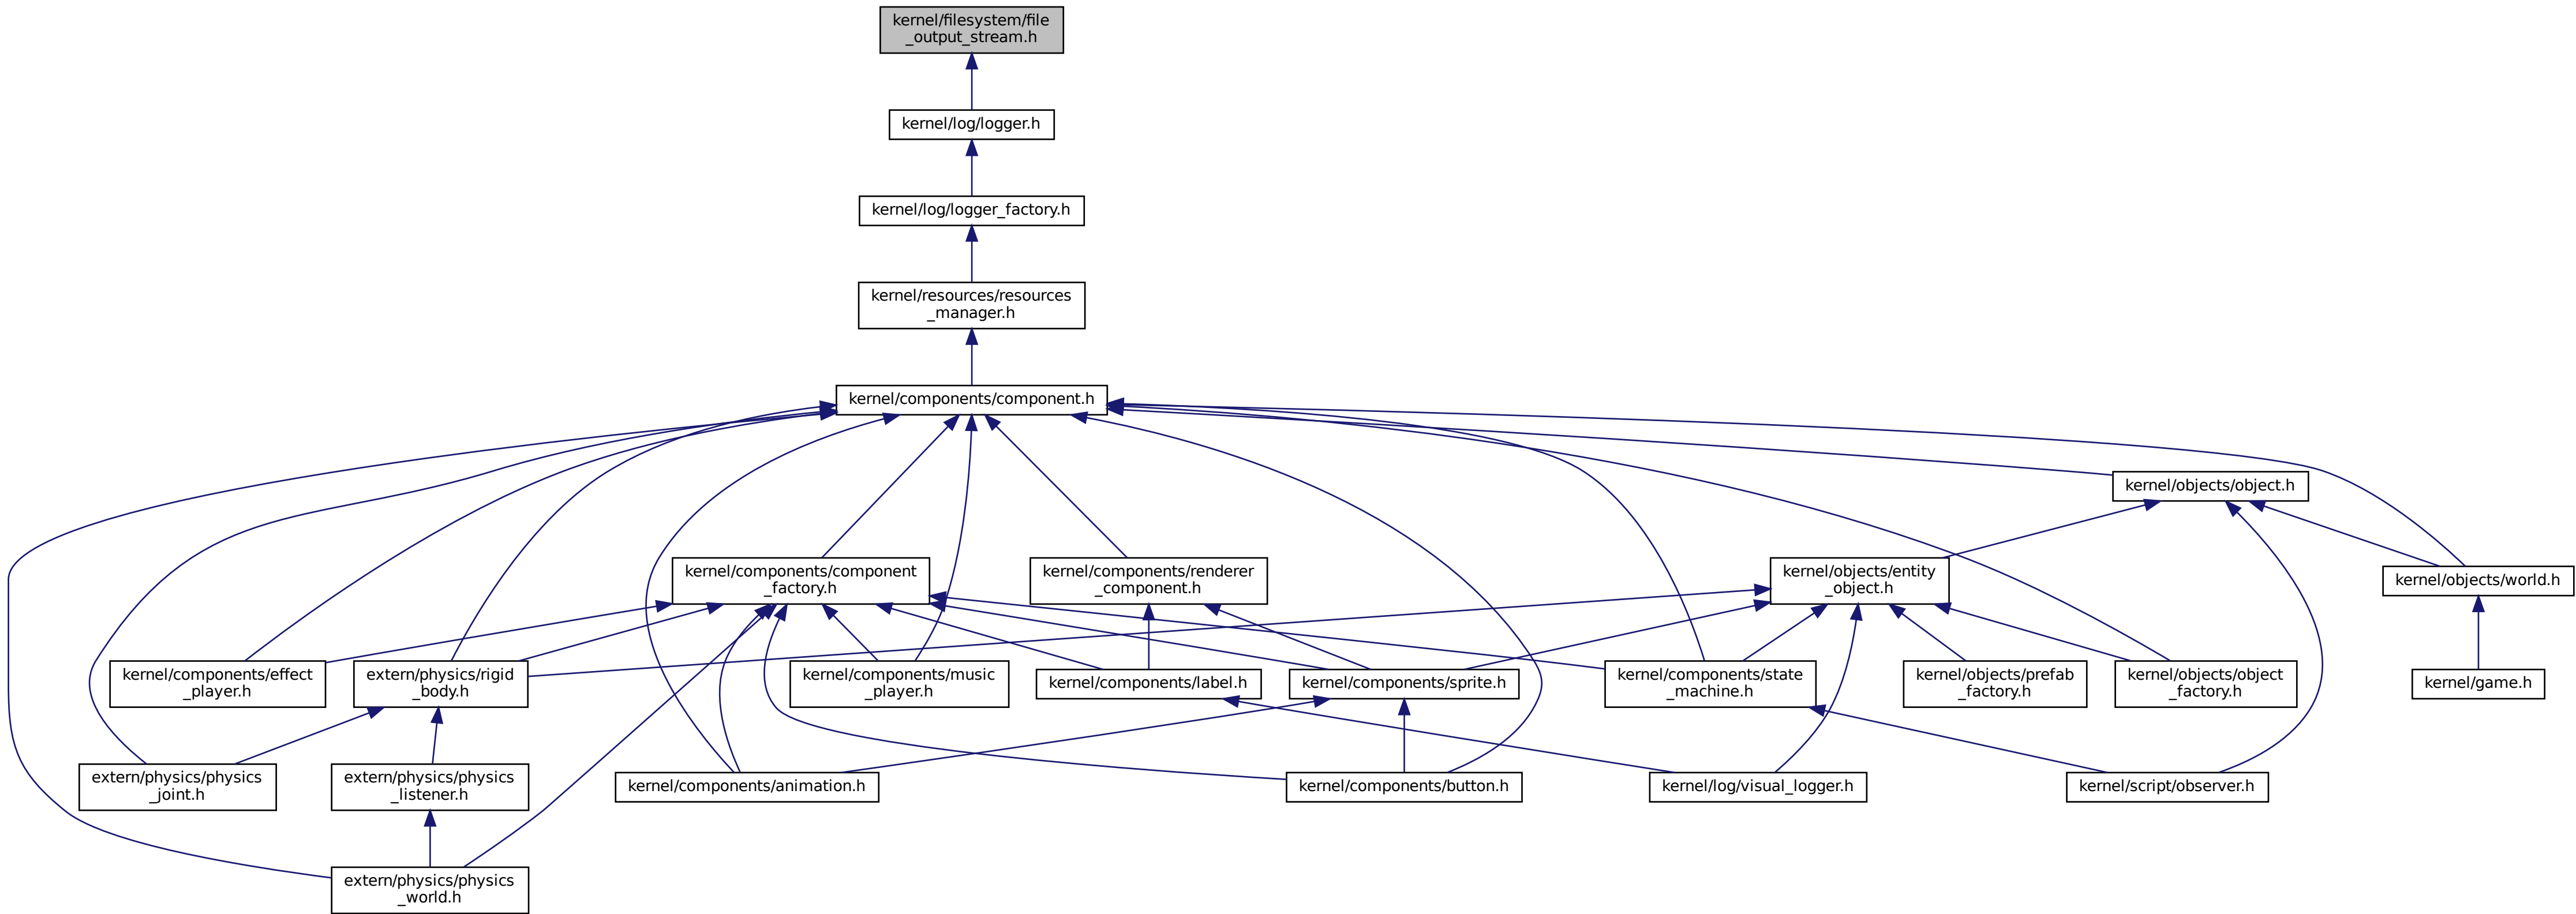 kernel/filesystem/file
_output_stream.h
kernel/log/logger.h
kernel/log/logger_factory.h
kernel/resources/resources
_manager.h
kernel/components/component.h
kernel/objects/object.h
kernel/components/component
_factory.h
kernel/components/renderer
_component.h
kernel/objects/entity
_object.h
kernel/objects/world.h
kernel/components/effect
_player.h
extern/physics/rigid
_body.h
kernel/components/music
_player.h
kernel/components/label.h
kernel/components/sprite.h
kernel/components/state
_machine.h
kernel/objects/prefab
_factory.h
kernel/objects/object
_factory.h
kernel/game.h
extern/physics/physics
_joint.h
extern/physics/physics
_listener.h
kernel/components/animation.h
kernel/components/button.h
kernel/log/visual_logger.h
kernel/script/observer.h
extern/physics/physics
_world.h